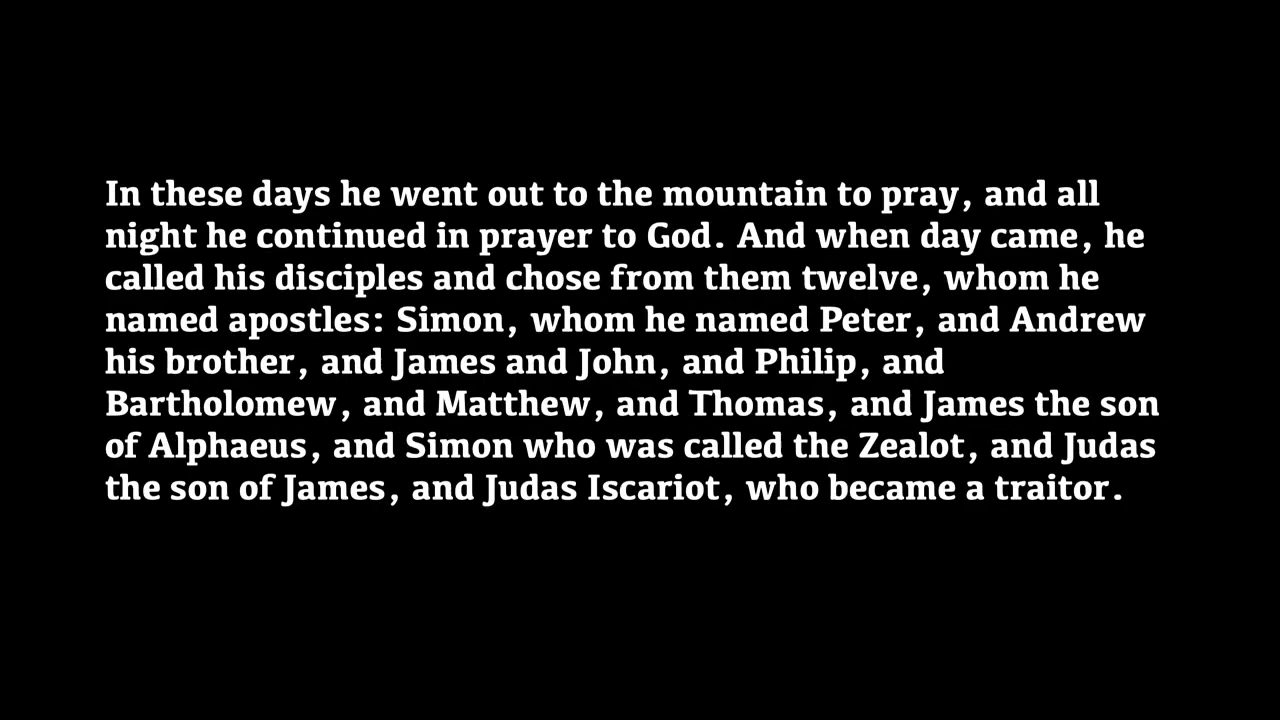 In these days he went out to the mountain to pray, and all
night he continued in prayer to God. And when day came, he
called his disciples and chose from them twelve, whom he
named apostles: Simon, whom he named Peter, and Andrew
his brother, and James and John, and Philip, and
Bartholomew, and Matthew, and Thomas, and James the son
of Alphaeus, and Simon who was called the Zealot, and Judas
the son of James, and Judas Iscariot, who became a traitor.